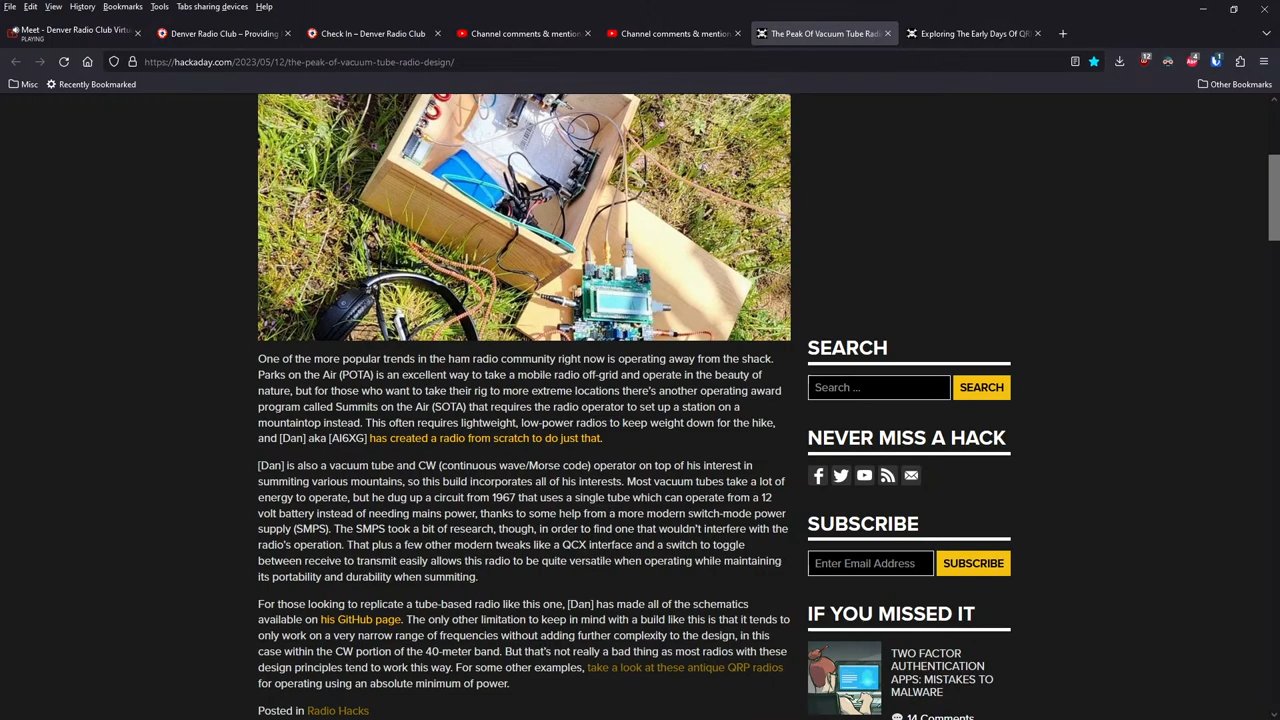 File Edit View History Bookmarks Tools Tabs sharing devices Help
Meet - Denver Radio Club Virtu
PLAYING
Denver Radio Club – Providing
Check In – Denver Radio Club
Channel comments & mention
Channel comments & mention
The Peak Of Vacuum Tube Radi
Exploring The Early Days Of QR
https://hackaday.com/2023/05/12/the-peak-of-vacuum-tube-radio-design/
12
4
1
Misc Recently Bookmarked Other Bookmarks
One of the more popular trends in the ham radio community right now is operating away from the shack.
Parks on the Air (POTA) is an excellent way to take a mobile radio off-grid and operate in the beauty of
nature, but for those who want to take their rig to more extreme locations there's another operating award
program called Summits on the Air (SOTA) that requires the radio operator to set up a station on a
mountaintop instead. This often requires lightweight, low-power radios to keep weight down for the hike,
and [Dan] aka [AI6XG] has created a radio from scratch to do just that.
[Dan] is also a vacuum tube and CW (continuous wave/Morse code) operator on top of his interest in
summiting various mountains, so this build incorporates all of his interests. Most vacuum tubes take a lot of
energy to operate, but he dug up a circuit from 1967 that uses a single tube which can operate from a 12
volt battery instead of needing mains power, thanks to some help from a more modern switch-mode power
supply (SMPS). The SMPS took a bit of research, though, in order to find one that wouldn't interfere with the
radio's operation. That plus a few other modern tweaks like a QCX interface and a switch to toggle
between receive to transmit easily allows this radio to be quite versatile when operating while maintaining
its portability and durability when summiting.
For those looking to replicate a tube-based radio like this one, [Dan] has made all of the schematics
available on his GitHub page. The only other limitation to keep in mind with a build like this is that it tends to
only work on a very narrow range of frequencies without adding further complexity to the design, in this
case within the CW portion of the 40-meter band. But that's not really a bad thing as most radios with these
design principles tend to work this way. For some other examples, take a look at these antique QRP radios
for operating using an absolute minimum of power.
Posted in Radio Hacks
SEARCH
Search ... SEARCH
NEVER MISS A HACK
SUBSCRIBE
Enter Email Address SUBSCRIBE
IF YOU MISSED IT
TWO FACTOR
AUTHENTICATION
APPS: MISTAKES TO
MALWARE
14 Comments